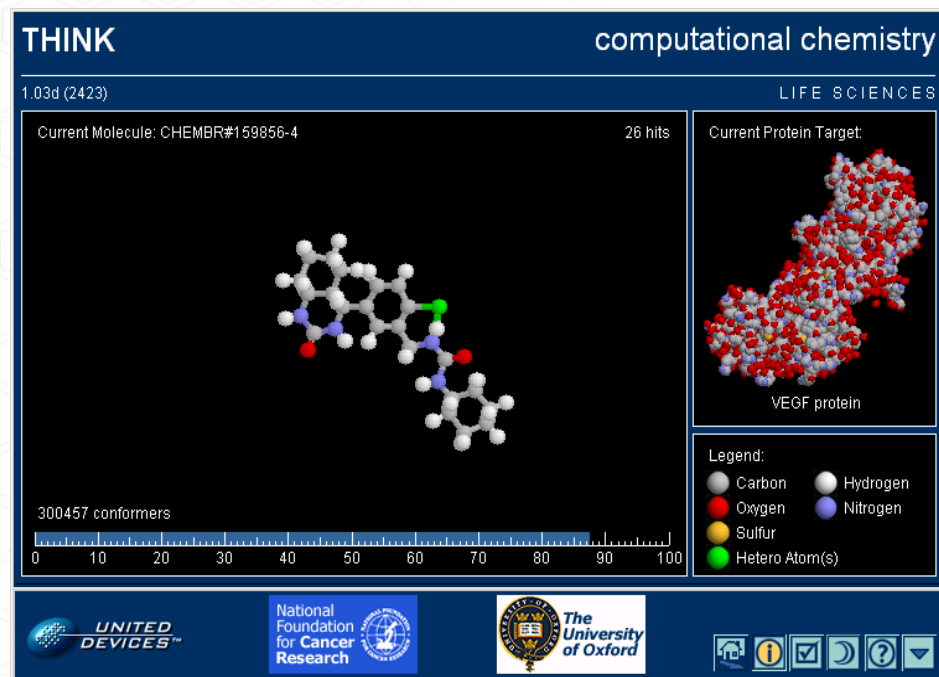 THINK
computational chemistry
1.03d (2423)
LIFE SCIENCES
Current Molecule: CHEMBR#159856-4
26 hits
300457 conformers
0 10 20 30 40 50 60 70 80 90 100
Current Protein Target:
VEGF protein
Legend:
Carbon
Hydrogen
Oxygen
Nitrogen
Sulfur
Hetero Atom(s)
UNITED
DEVICES™
National
Foundation
for Cancer
Research
The
University
of Oxford